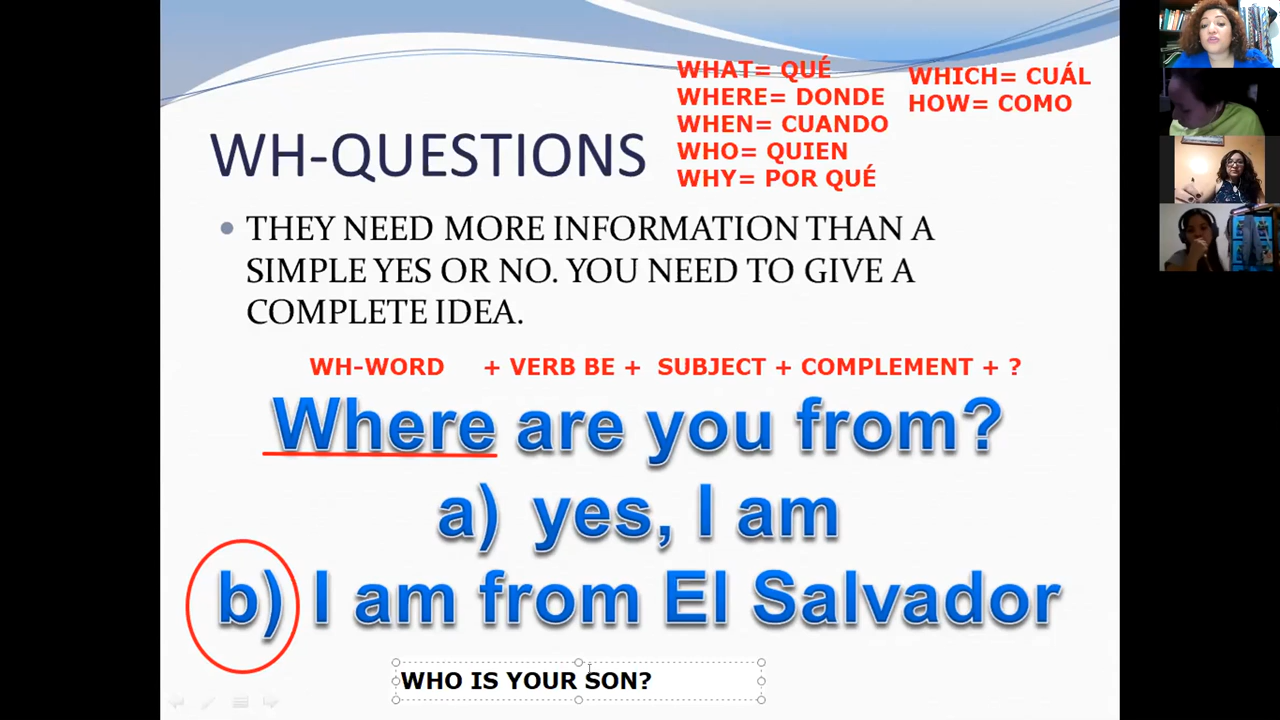 WHAT= QUÉ
WHERE= DONDE
WHEN= CUANDO
WHO= QUIEN
WHY= POR QUÉ
WHICH= CUÁL
HOW= COMO
WH-QUESTIONS
THEY NEED MORE INFORMATION THAN A
SIMPLE YES OR NO. YOU NEED TO GIVE A
COMPLETE IDEA.
WH-WORD + VERB BE + SUBJECT + COMPLEMENT + ?
Where are you from?
a) yes, I am
b) I am from El Salvador
WHO IS YOUR SON?